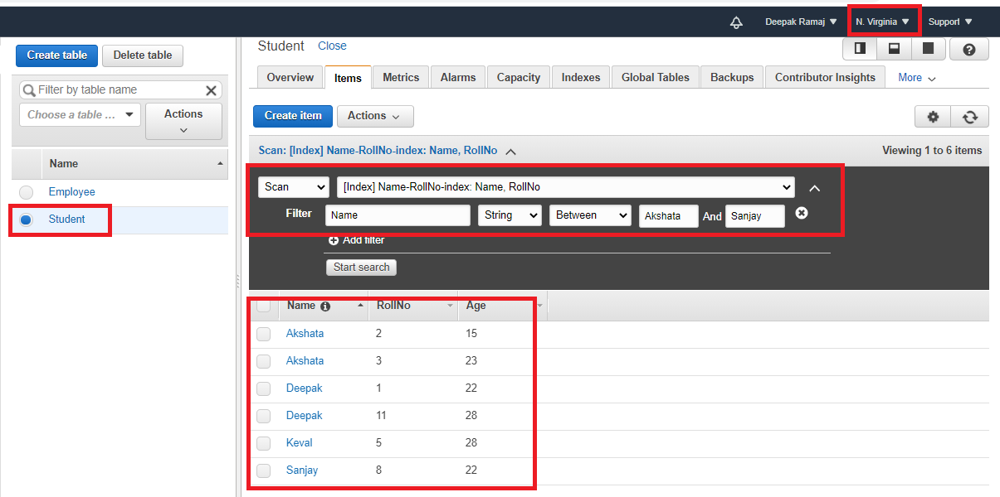 Deepak Ramaj N. Virginia Support
Create table Delete table
Filter by table name
Choose a table ... Actions
Name
Employee
Student
Student Close
Overview Items Metrics Alarms Capacity Indexes Global Tables Backups Contributor Insights More
Create item Actions
Scan: [Index] Name-RollNo-index: Name, RollNo Viewing 1 to 6 items
Scan [Index] Name-RollNo-index: Name, RollNo
Filter Name String Between Akshata And Sanjay
Add filter
Start search
Name RollNo Age
Akshata 2 15
Akshata 3 23
Deepak 1 22
Deepak 11 28
Keval 5 28
Sanjay 8 22